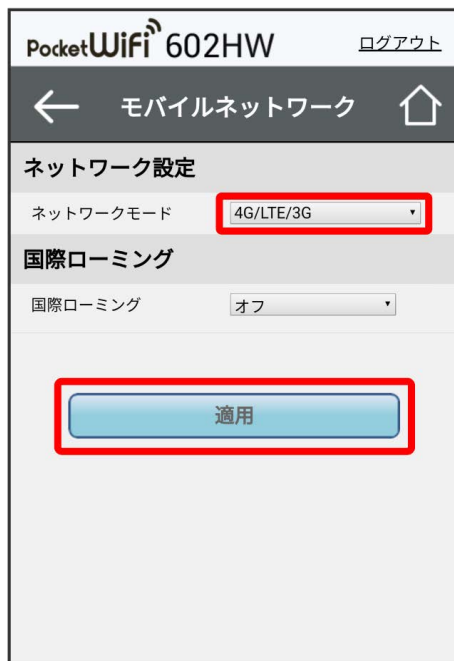 PocketWiFi 602HW ログアウト
モバイルネットワーク
ネットワーク設定
ネットワークモード 4G/LTE/3G
国際ローミング
国際ローミング オフ
適用